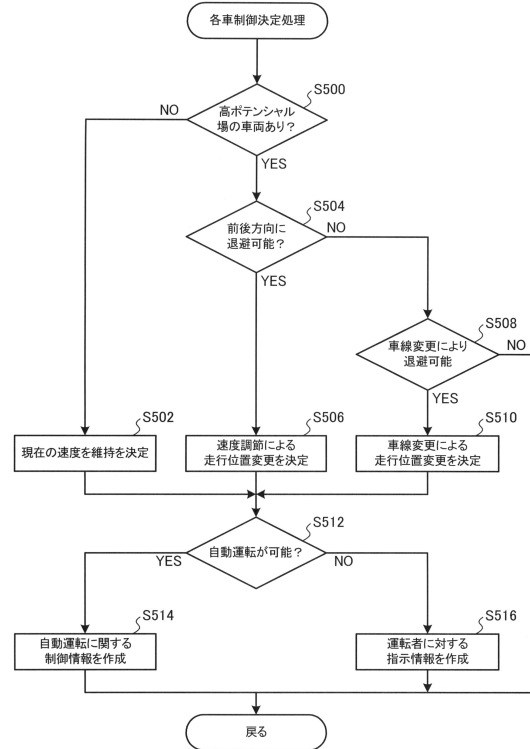 各車制御決定処理
S500
高ポテンシャル
場の車両あり?
NO
YES
S504
前後方向に
退避可能?
NO
YES
S508
車線変更により
退避可能
NO
YES
S502
現在の速度を維持を決定
S506
速度調節による
走行位置変更を決定
S510
車線変更による
走行位置変更を決定
S512
自動運転が可能?
YES
NO
S514
自動運転に関する
制御情報を作成
S516
運転者に対する
指示情報を作成
戻る